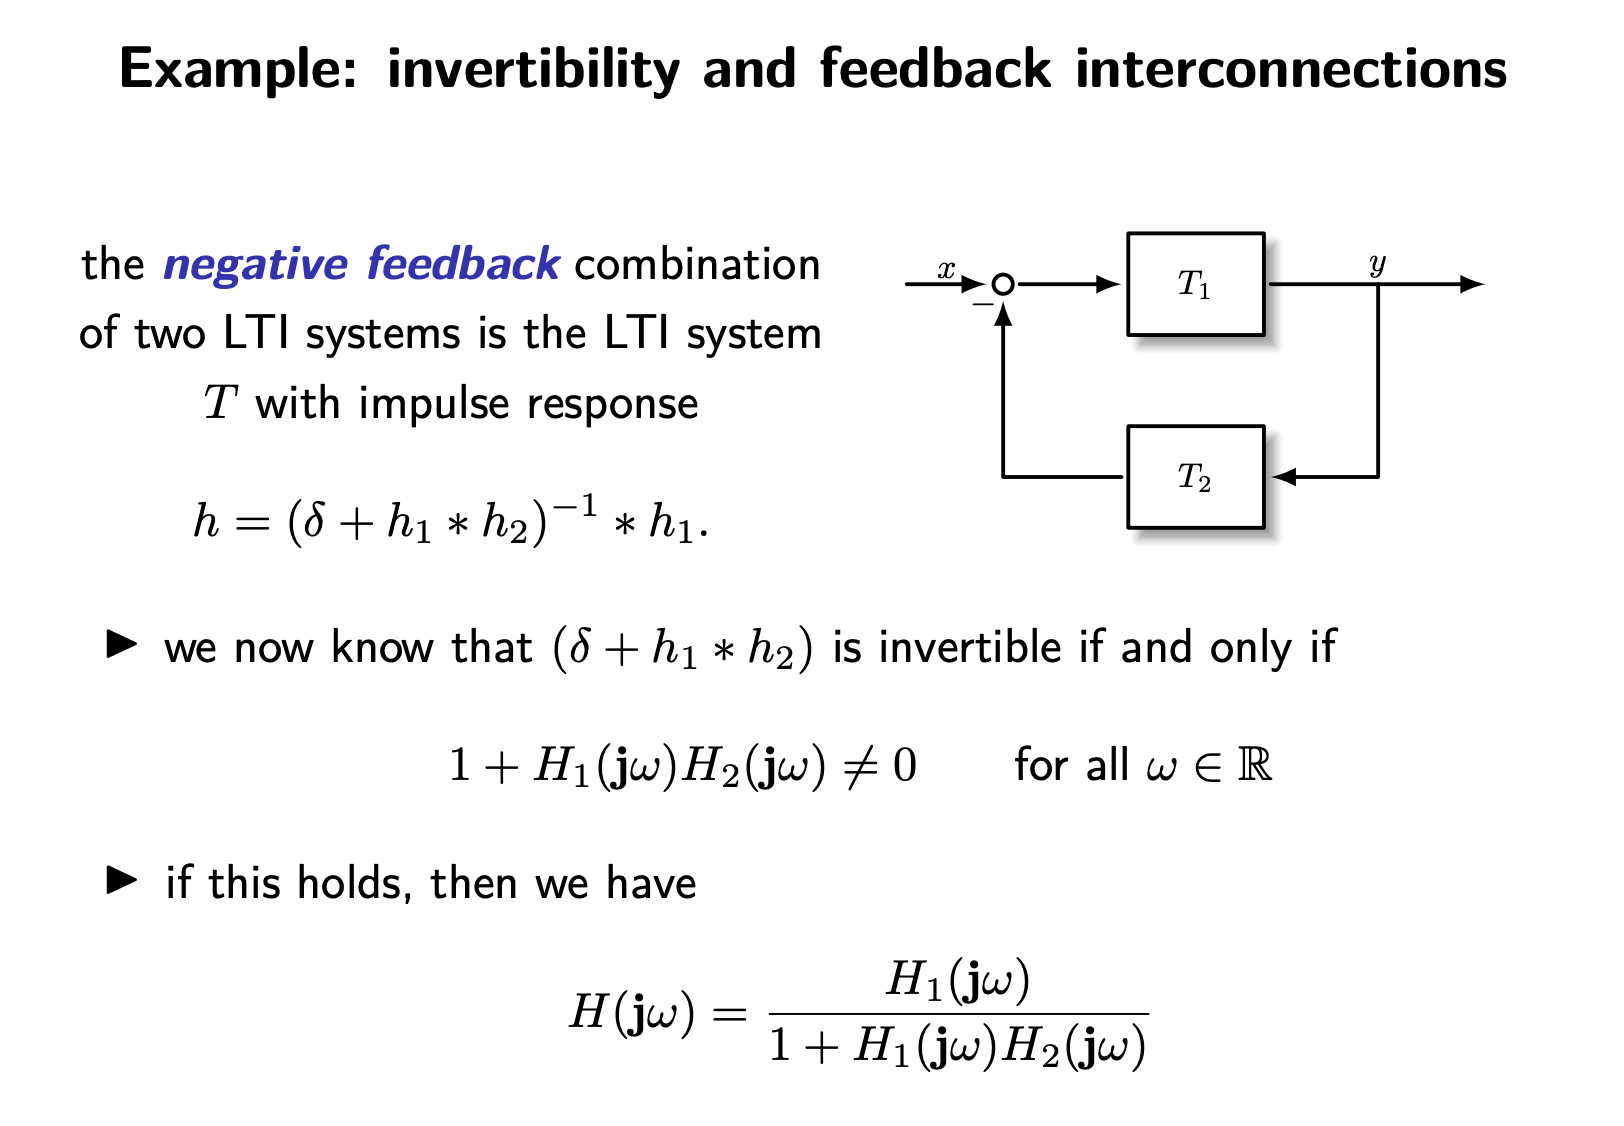 Example: invertibility and feedback interconnections
the negative feedback combination
of two LTI systems is the LTI system
T with impulse response
h = (δ + h₁ ∗ h₂)⁻¹ ∗ h₁.
x
−
T₁
y
T₂
▶ we now know that (δ + h₁ ∗ h₂) is invertible if and only if
1 + H₁(jω)H₂(jω) ≠ 0 for all ω ∈ ℝ
▶ if this holds, then we have
H(jω) = H₁(jω) / 1 + H₁(jω)H₂(jω)